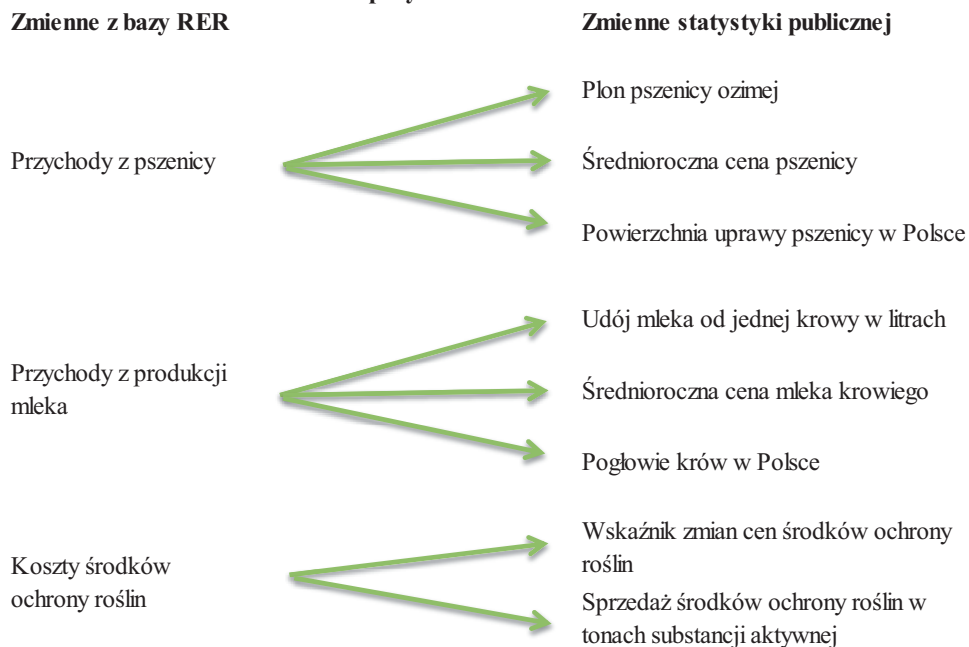 Zmienne z bazy RER
Zmienne statystyki publicznej
Przychody z pszenicy
Plon pszenicy ozimej
Średnioroczna cena pszenicy
Powierzchnia uprawy pszenicy w Polsce
Przychody z produkcji
mleka
Udój mleka od jednej krowy w litrach
Średnioroczna cena mleka krowiego
Pogłowie krów w Polsce
Koszty środków
ochrony roślin
Wskaźnik zmian cen środków ochrony
roślin
Sprzedaż środków ochrony roślin w
tonach substancji aktywnej